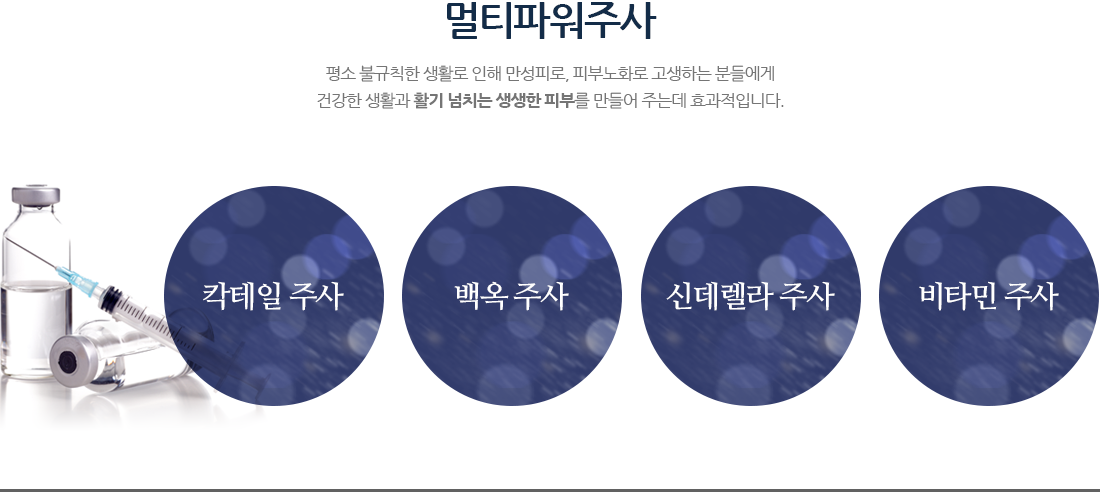 멀티파워주사
평소 불규칙한 생활로 인해 만성피로, 피부노화로 고생하는 분들에게
건강한 생활과 활기 넘치는 생생한 피부를 만들어 주는데 효과적입니다.
칵테일 주사
백옥 주사
신데렐라 주사
비타민 주사